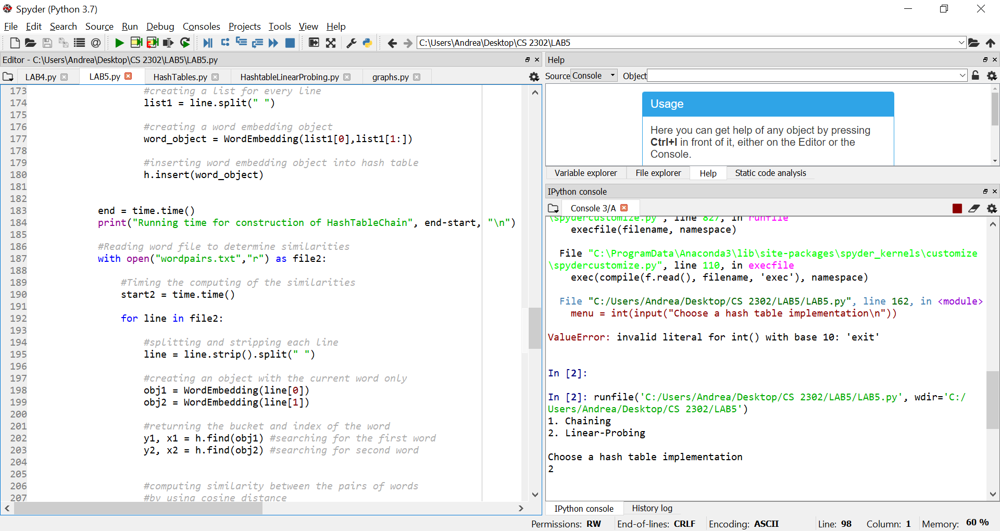 Spyder (Python 3.7)
File Edit Search Source Run Debug Consoles Projects Tools View Help
C:\Users\Andrea\Desktop\CS 2302\LAB5
Editor - C:\Users\Andrea\Desktop\CS 2302\LAB5\LAB5.py
LAB4.py LAB5.py HashTables.py HashtableLinearProbing.py graphs.py
173 #creating a list for every line
174 list1 = line.split(" ")
175
176 #creating a word embedding object
177 word_object = WordEmbedding(list1[0],list1[1:])
178
179 #inserting word embedding object into hash table
180 h.insert(word_object)
181
182
183 end = time.time()
184 print("Running time for construction of HashTableChain", end-start, "\n")
185
186 #Reading word file to determine similarities
187 with open("wordpairs.txt","r") as file2:
188
189 #Timing the computing of the similarities
190 start2 = time.time()
191
192 for line in file2:
193
194 #splitting and stripping each line
195 line = line.strip().split(" ")
196
197 #creating an object with the current word only
198 obj1 = WordEmbedding(line[0])
199 obj2 = WordEmbedding(line[1])
200
201 #returning the bucket and index of the word
202 y1, x1 = h.find(obj1) #searching for the first word
203 y2, x2 = h.find(obj2) #searching for second word
204
205
206 #computing similarity between the pairs of words
207 #by using cosine distance
Help
Source Console Object
Usage
Here you can get help of any object by pressing
Ctrl+I in front of it, either on the Editor or the
Console.
Variable explorer File explorer Help Static code analysis
IPython console
Console 3/A
\spydercustomize.py", line 827, in runfile
execfile(filename, namespace)
File "C:\ProgramData\Anaconda3\lib\site-packages\spyder_kernels\customize
\spydercustomize.py", line 110, in execfile
exec(compile(f.read(), filename, 'exec'), namespace)
File "C:/Users/Andrea/Desktop/CS 2302/LAB5/LAB5.py", line 162, in <module>
menu = int(input("Choose a hash table implementation\n"))
ValueError: invalid literal for int() with base 10: 'exit'
In [2]:
In [2]: runfile('C:/Users/Andrea/Desktop/CS 2302/LAB5/LAB5.py', wdir='C:/
Users/Andrea/Desktop/CS 2302/LAB5')
1. Chaining
2. Linear-Probing
Choose a hash table implementation
2
IPython console History log
Permissions: RW End-of-lines: CRLF Encoding: ASCII Line: 98 Column: 1 Memory: 60 %